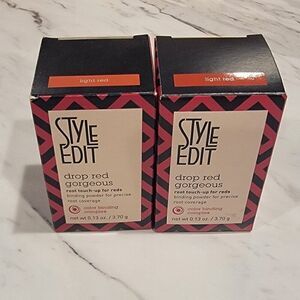 light red
STYLE
EDIT
drop red
gorgeous
root touch-up for reds
binding powder for precise
root coverage
color binding
complex
net wt 0.13 oz. / 3.70 g
light red
STYLE
EDIT
drop red
gorgeous
root touch-up for reds
binding powder for precise
root coverage
color binding
complex
net wt 0.13 oz. / 3.70 g